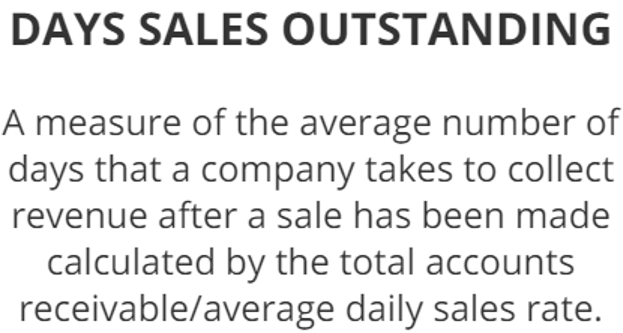 DAYS SALES OUTSTANDING
A measure of the average number of
days that a company takes to collect
revenue after a sale has been made
calculated by the total accounts
receivable/average daily sales rate.